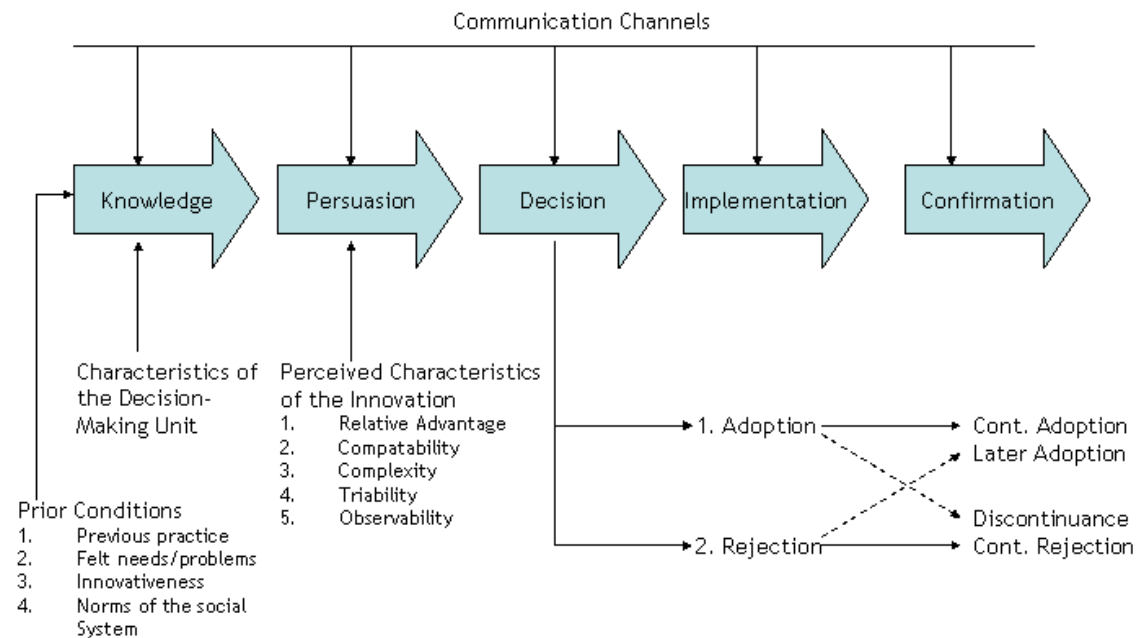 Communication Channels
Knowledge
Persuasion
Decision
Implementation
Confirmation
Characteristics of
the Decision-
Making Unit
Perceived Characteristics
of the Innovation
1. Relative Advantage
2. Compatability
3. Complexity
4. Triability
5. Observability
Prior Conditions
1. Previous practice
2. Felt needs/problems
3. Innovativeness
4. Norms of the social
System
1. Adoption
2. Rejection
Cont. Adoption
Later Adoption
Discontinuance
Cont. Rejection